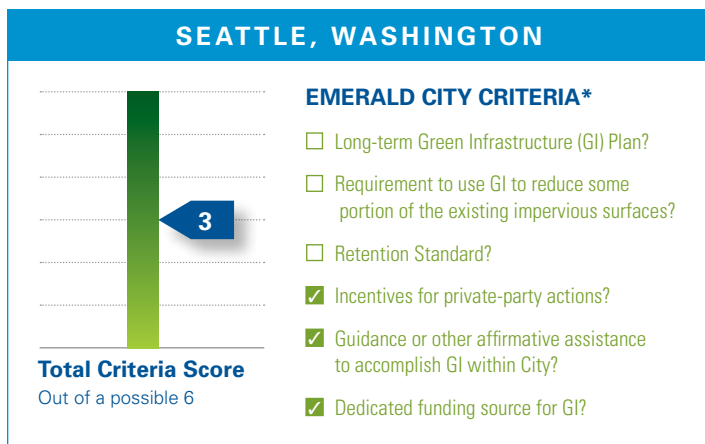 SEATTLE, WASHINGTON
3
Total Criteria Score
Out of a possible 6
EMERALD CITY CRITERIA*
Long-term Green Infrastructure (GI) Plan?
Requirement to use GI to reduce some
portion of the existing impervious surfaces?
Retention Standard?
✓ Incentives for private-party actions?
✓ Guidance or other affirmative assistance
to accomplish GI within City?
✓ Dedicated funding source for GI?